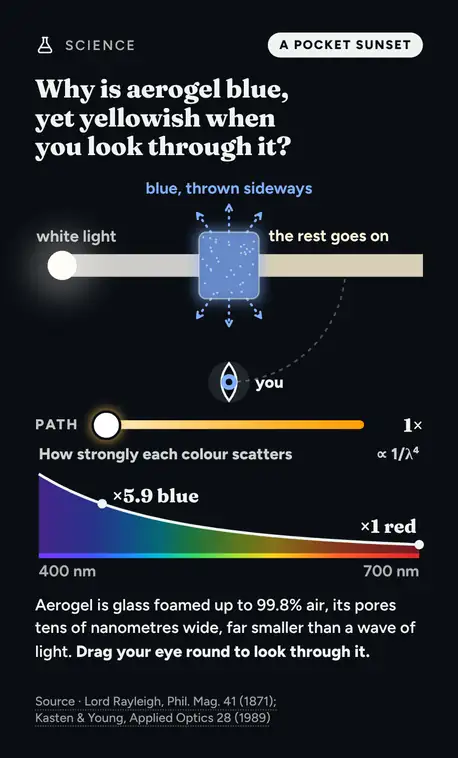 SCIENCE
A POCKET SUNSET
Why is aerogel blue,
yet yellowish when
you look through it?
blue, thrown sideways
white light
the rest goes on
you
PATH
1×
How strongly each colour scatters
∝ 1/λ⁴
×5.9 blue
×1 red
400 nm
700 nm
Aerogel is glass foamed up to 99.8% air, its pores
tens of nanometres wide, far smaller than a wave of
light. Drag your eye round to look through it.
Source · Lord Rayleigh, Phil. Mag. 41 (1871);
Kasten & Young, Applied Optics 28 (1989)